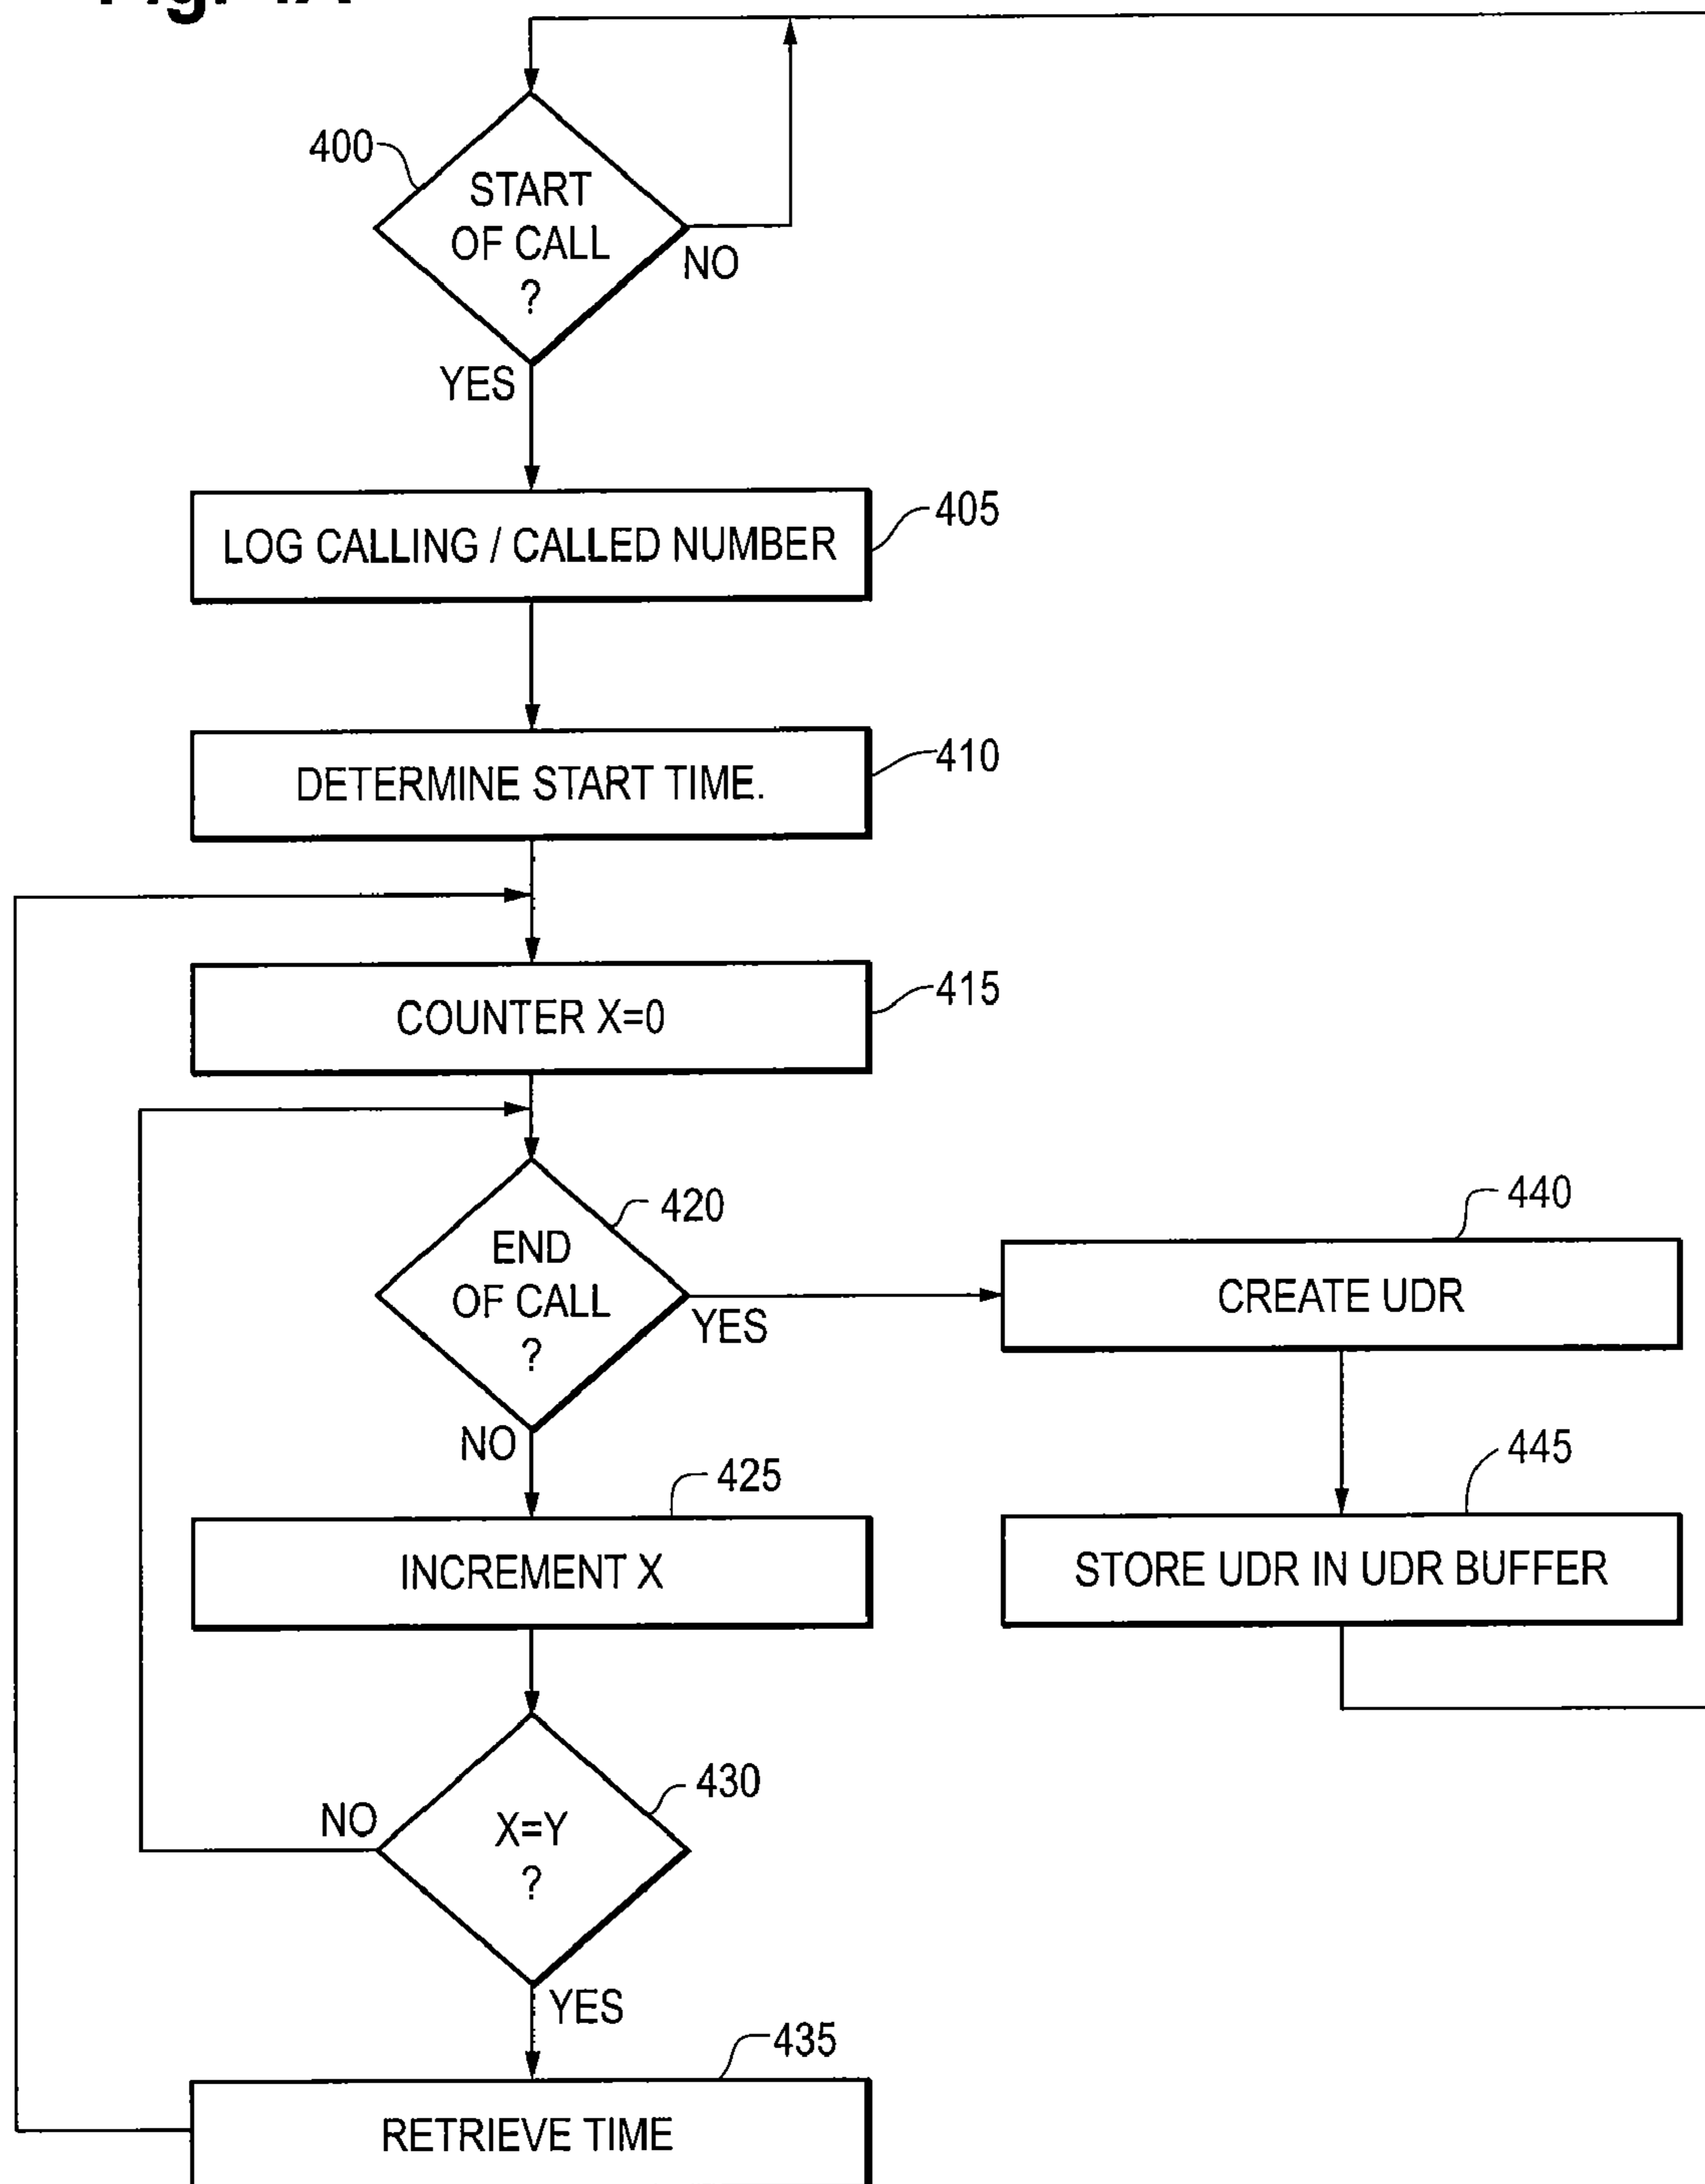 400
START
OF CALL
?
NO
YES
405
LOG CALLING / CALLED NUMBER
410
DETERMINE START TIME.
415
COUNTER X=0
420
END
OF CALL
?
YES
NO
440
CREATE UDR
425
INCREMENT X
445
STORE UDR IN UDR BUFFER
430
NO
X=Y
?
YES
435
RETRIEVE TIME